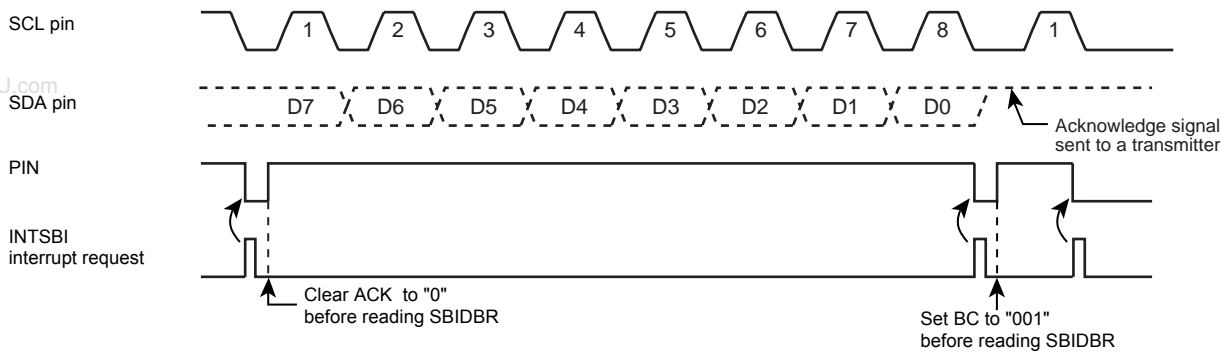 SCL pin
1 2 3 4 5 6 7 8 1
J.com
SDA pin
D7 D6 D5 D4 D3 D2 D1 D0
Acknowledge signal
sent to a transmitter
PIN
INTSBI
interrupt request
Clear ACK to "0"
before reading SBIDBR
Set BC to "001"
before reading SBIDBR